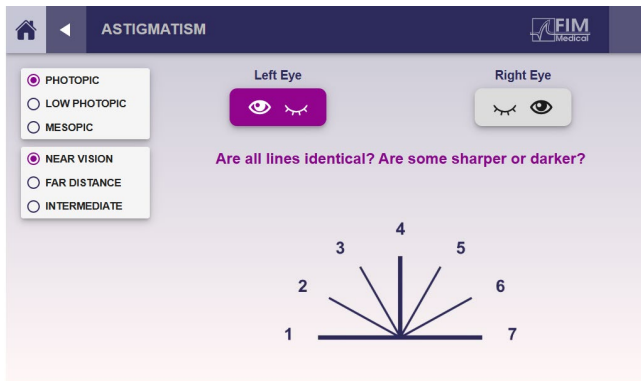 ASTIGMATISM
FIM
Medical
PHOTOPIC
LOW PHOTOPIC
MESOPIC
NEAR VISION
FAR DISTANCE
INTERMEDIATE
Left Eye
Right Eye
Are all lines identical? Are some sharper or darker?
1
2
3
4
5
6
7